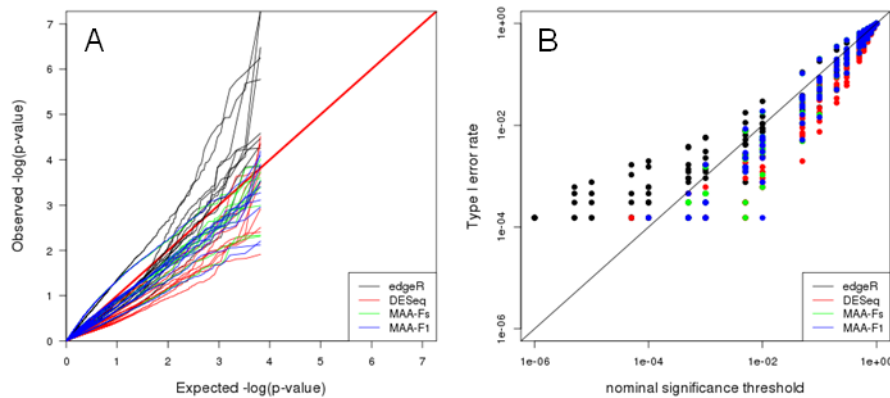 A
Observed -log(p-value)
7
6
5
4
3
2
1
0
0 1 2 3 4 5 6 7
Expected -log(p-value)
edgeR
DESeq
MAA-Fs
MAA-F1
B
Type I error rate
1e+00
1e-02
1e-04
1e-06
1e-06 1e-04 1e-02 1e+00
nominal significance threshold
edgeR
DESeq
MAA-Fs
MAA-F1